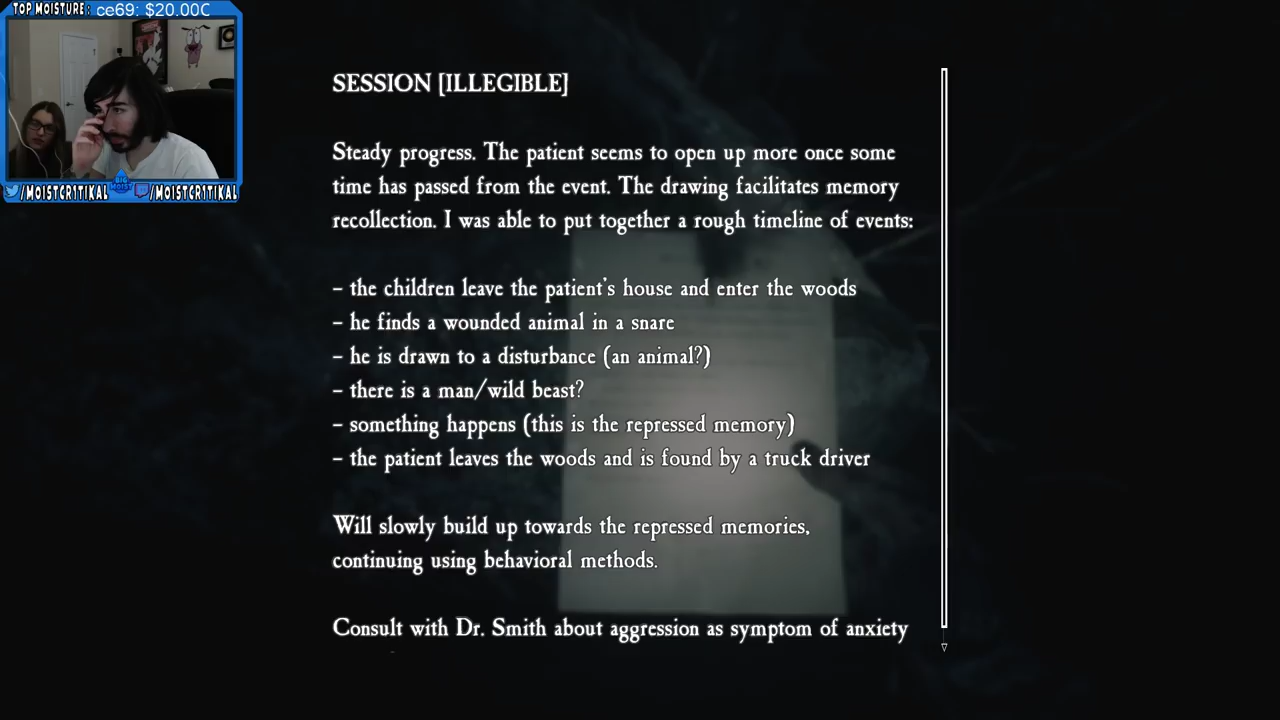 TOP MOISTURE: ce69: $20.00C
/MOISTCR1TIKAL BIG MOIST /MOISTCR1TIKAL
SESSION [ILLEGIBLE]
Steady progress. The patient seems to open up more once some
time has passed from the event. The drawing facilitates memory
recollection. I was able to put together a rough timeline of events:
- the children leave the patient's house and enter the woods
- he finds a wounded animal in a snare
- he is drawn to a disturbance (an animal?)
- there is a man/wild beast?
- something happens (this is the repressed memory)
- the patient leaves the woods and is found by a truck driver
Will slowly build up towards the repressed memories,
continuing using behavioral methods.
Consult with Dr. Smith about aggression as symptom of anxiety